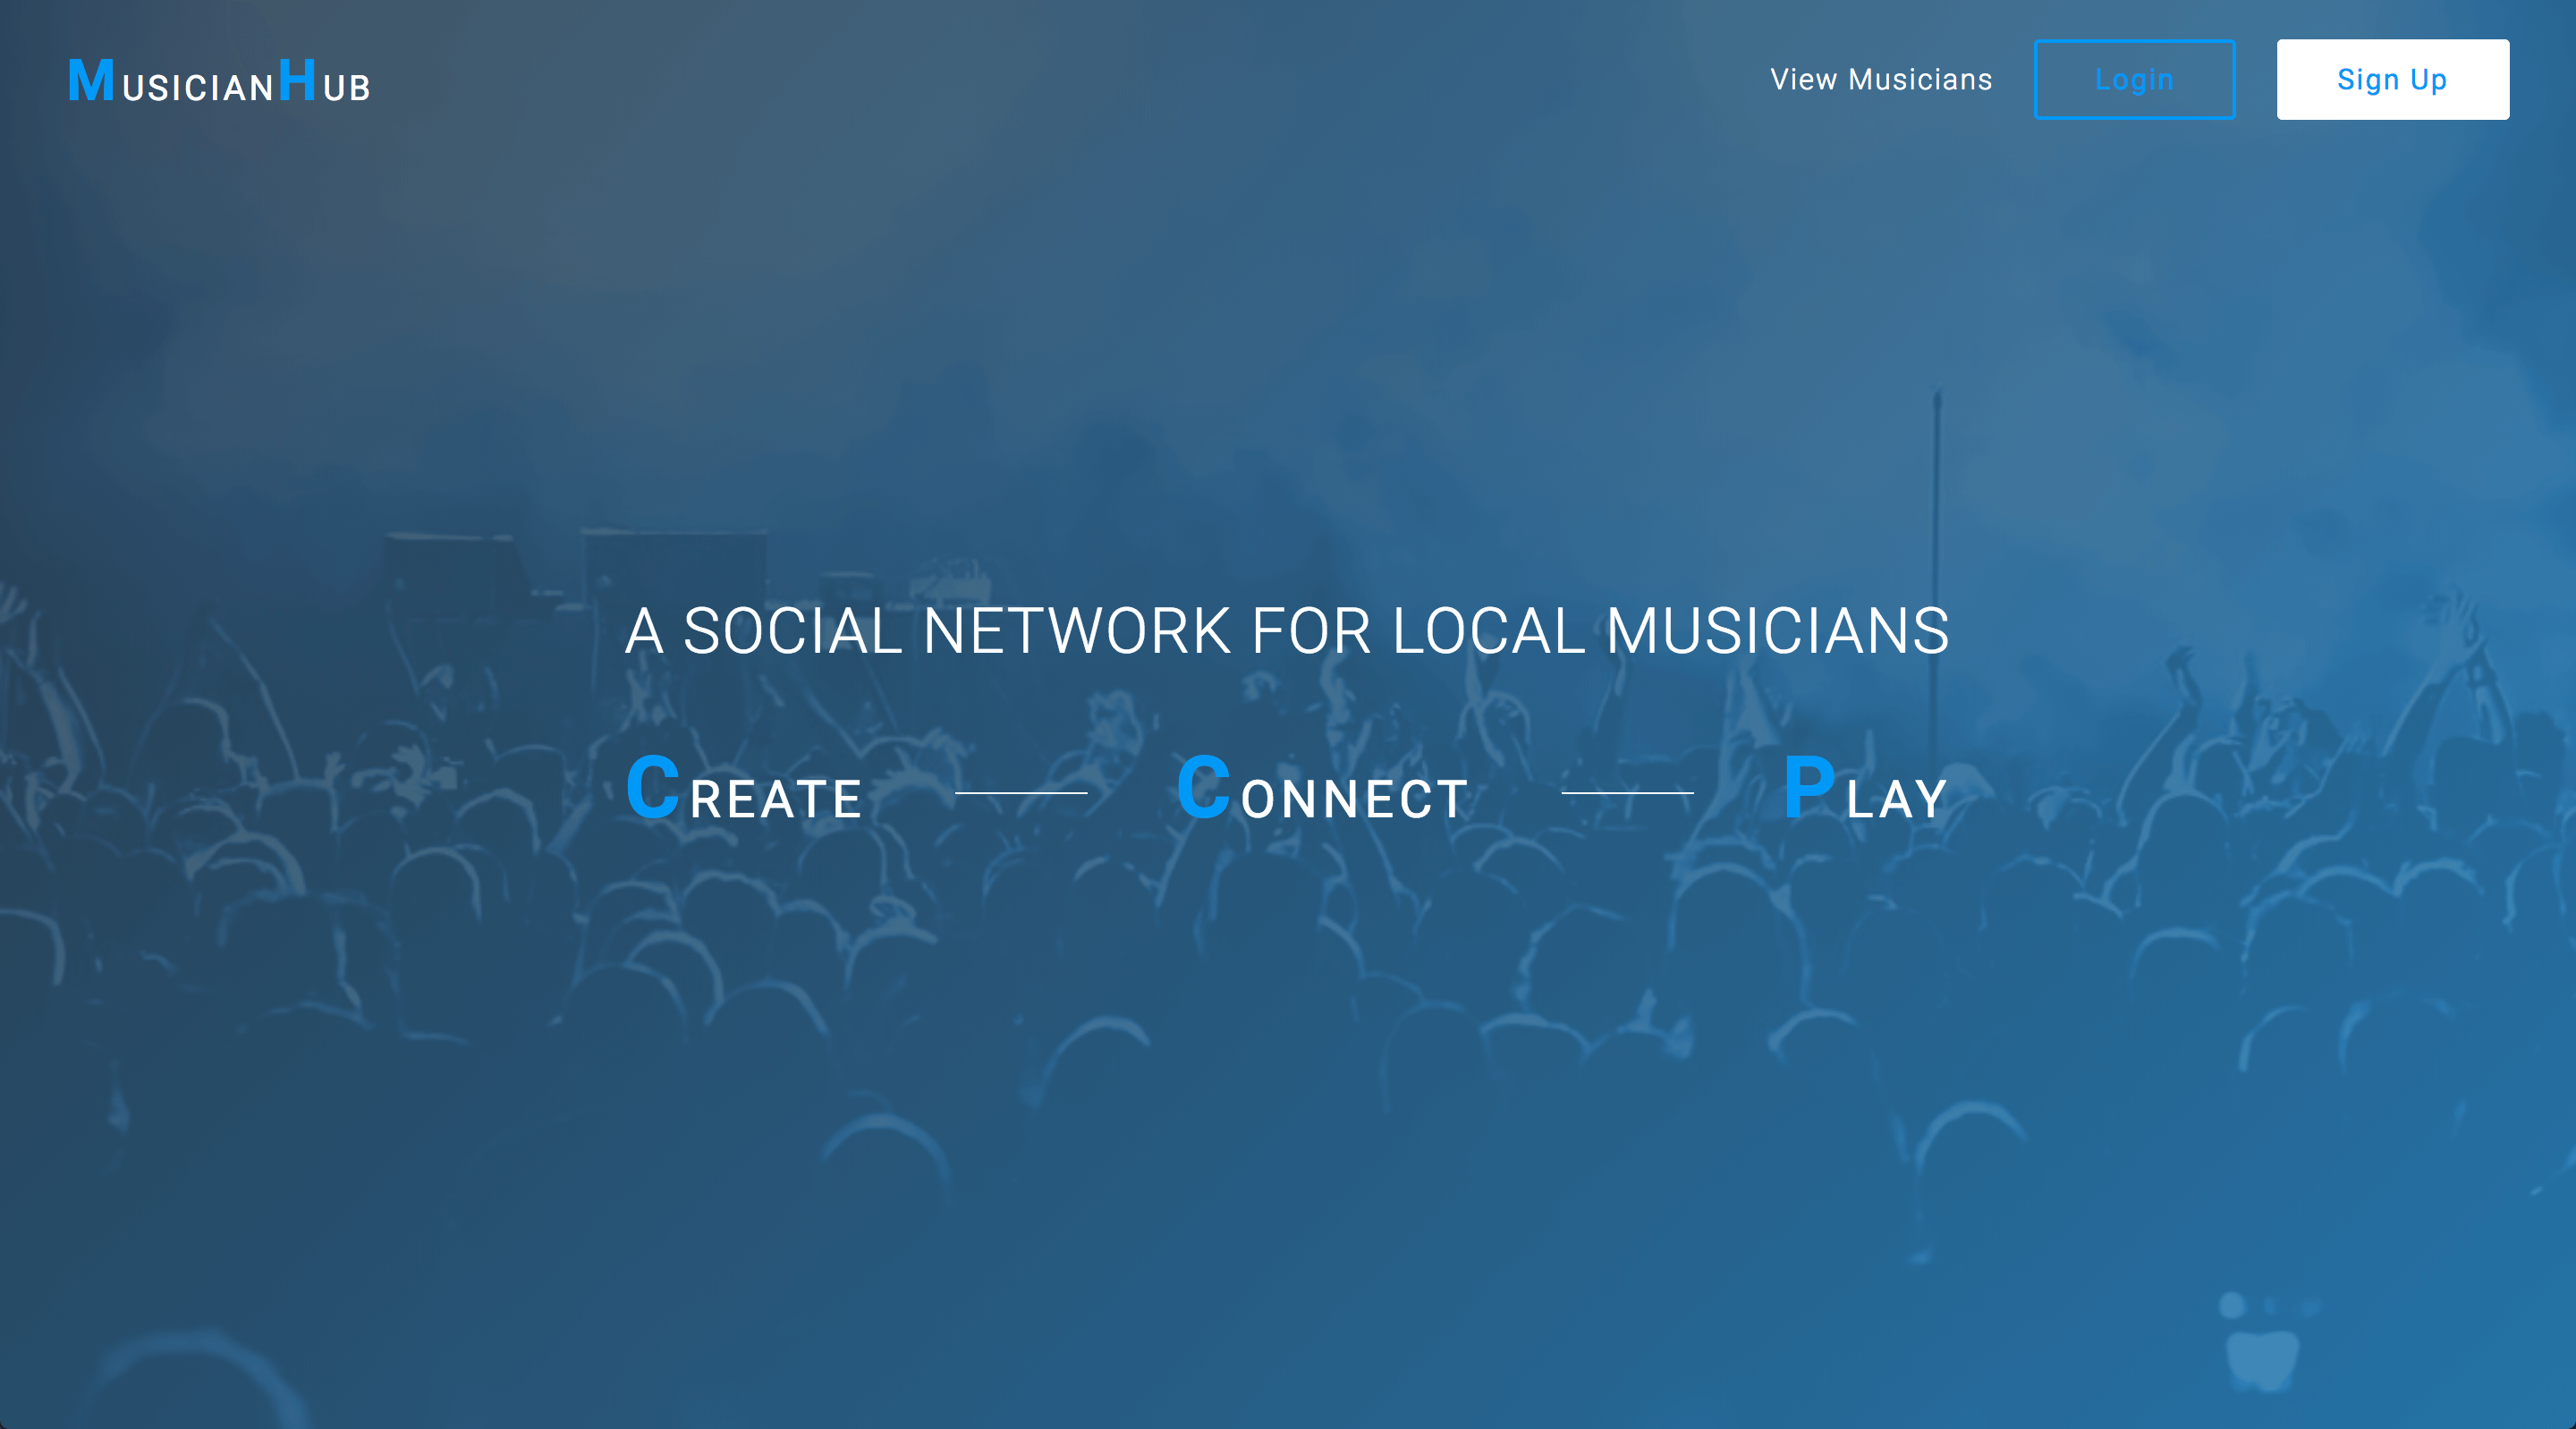 MUSICIANHUB
View Musicians
Login
Sign Up
A SOCIAL NETWORK FOR LOCAL MUSICIANS
CREATE CONNECT PLAY